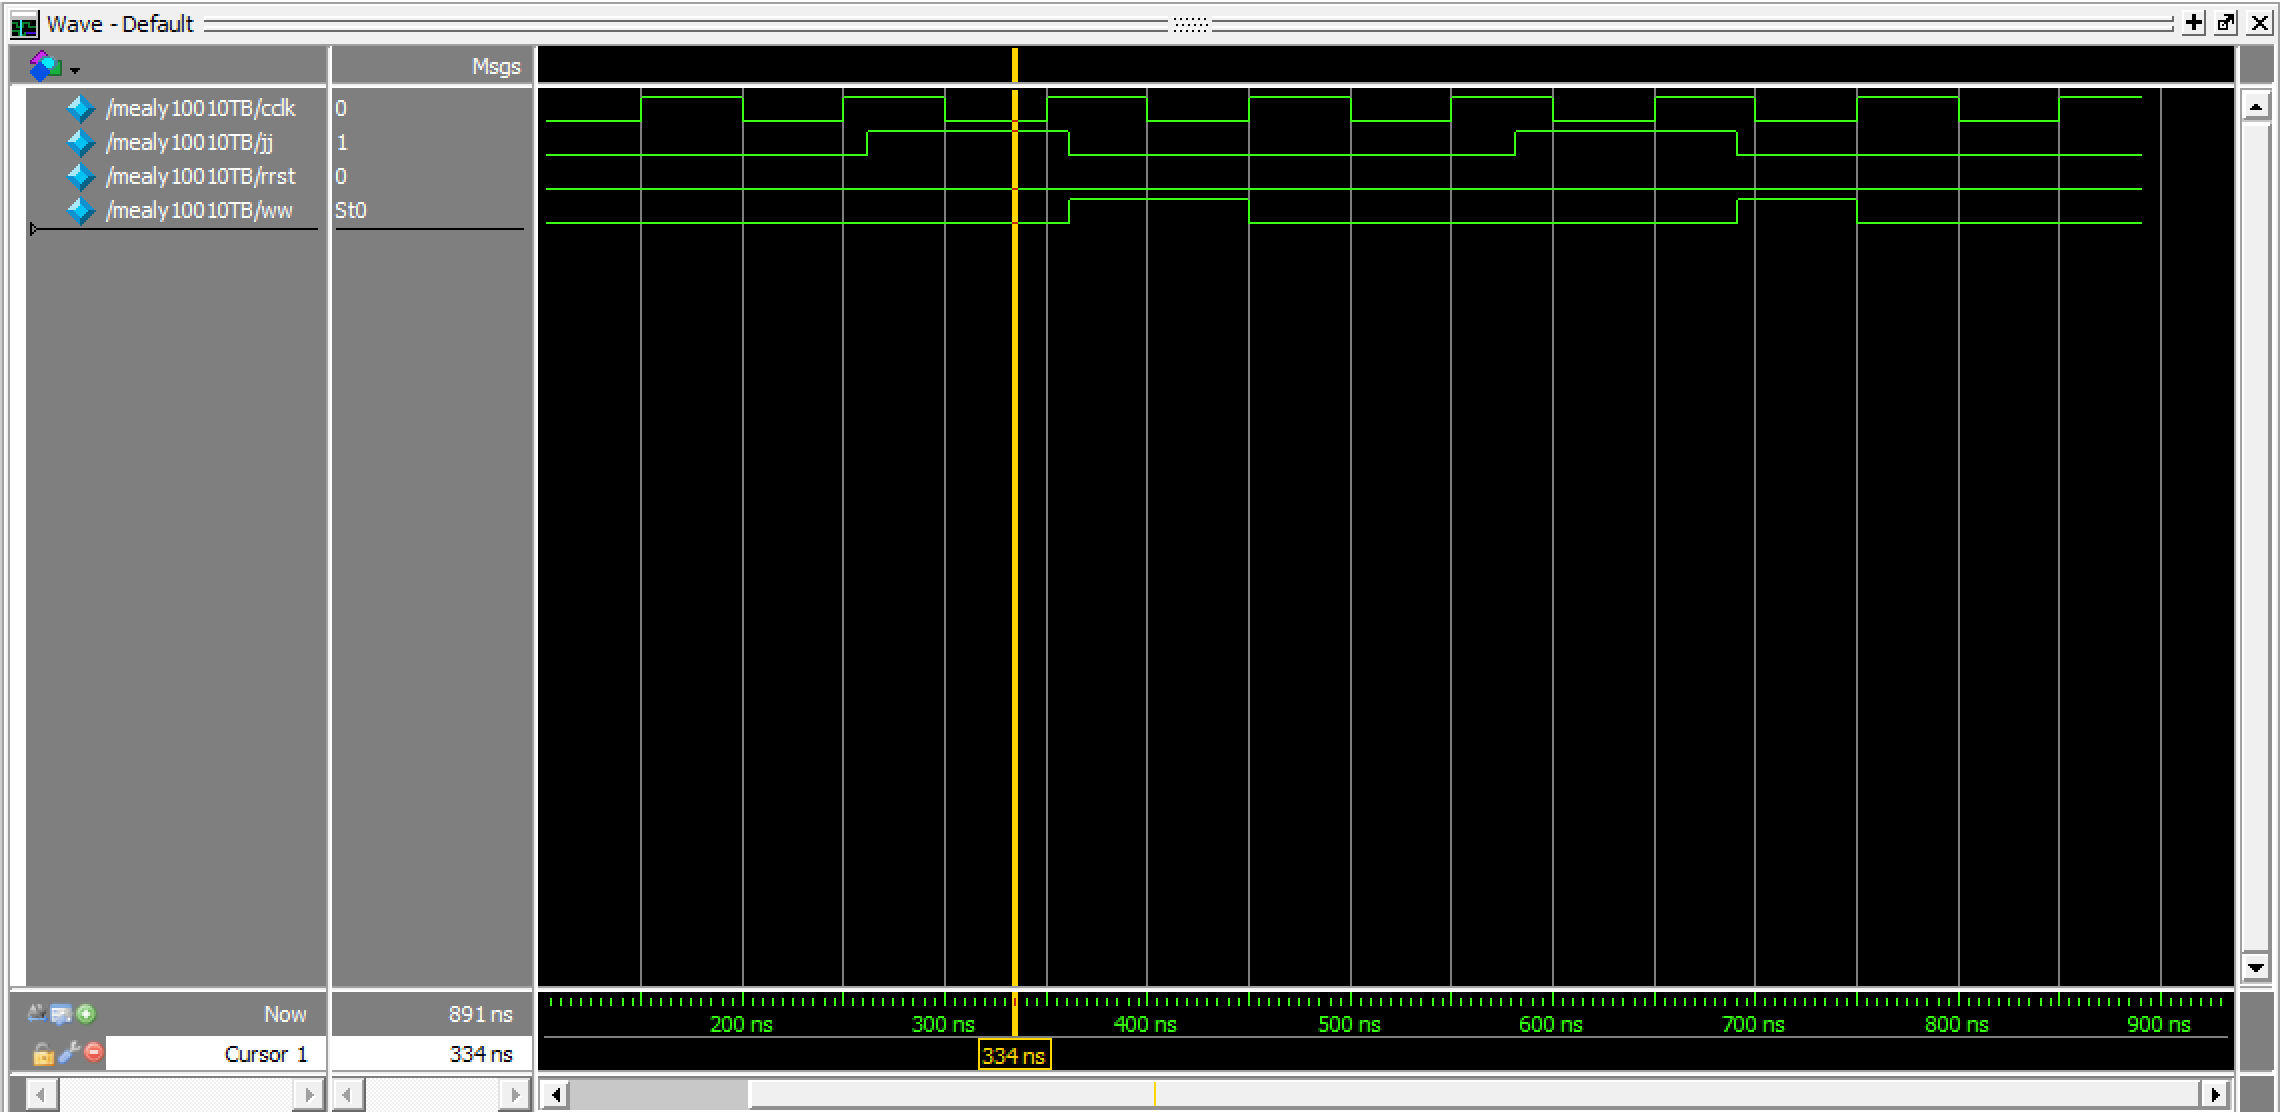 Wave - Default
Msgs
/mealy10010TB/cclk 0
/mealy10010TB/jj 1
/mealy10010TB/rrst 0
/mealy10010TB/ww St0
Now 891 ns
200 ns 300 ns 400 ns 500 ns 600 ns 700 ns 800 ns 900 ns
Cursor 1 334 ns
334 ns